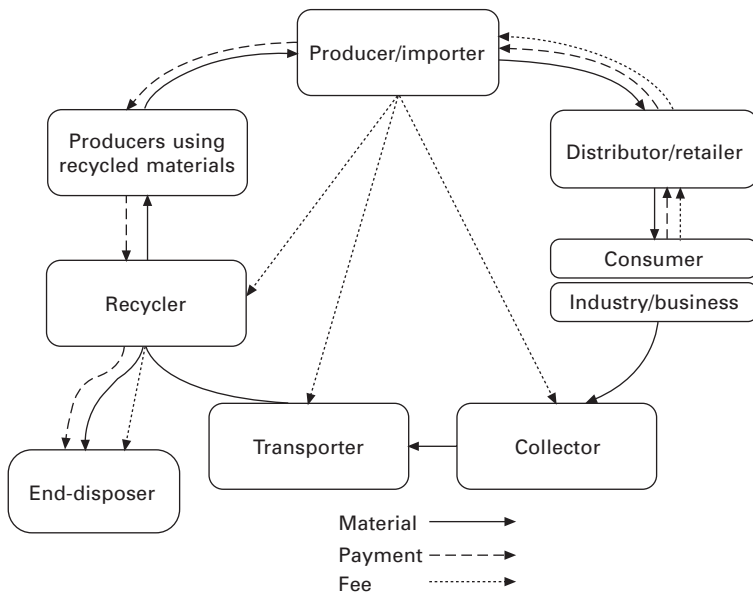 Producer/importer
Producers using
recycled materials
Distributor/retailer
Consumer
Industry/business
Recycler
Transporter
Collector
End-disposer
Material
Payment
Fee